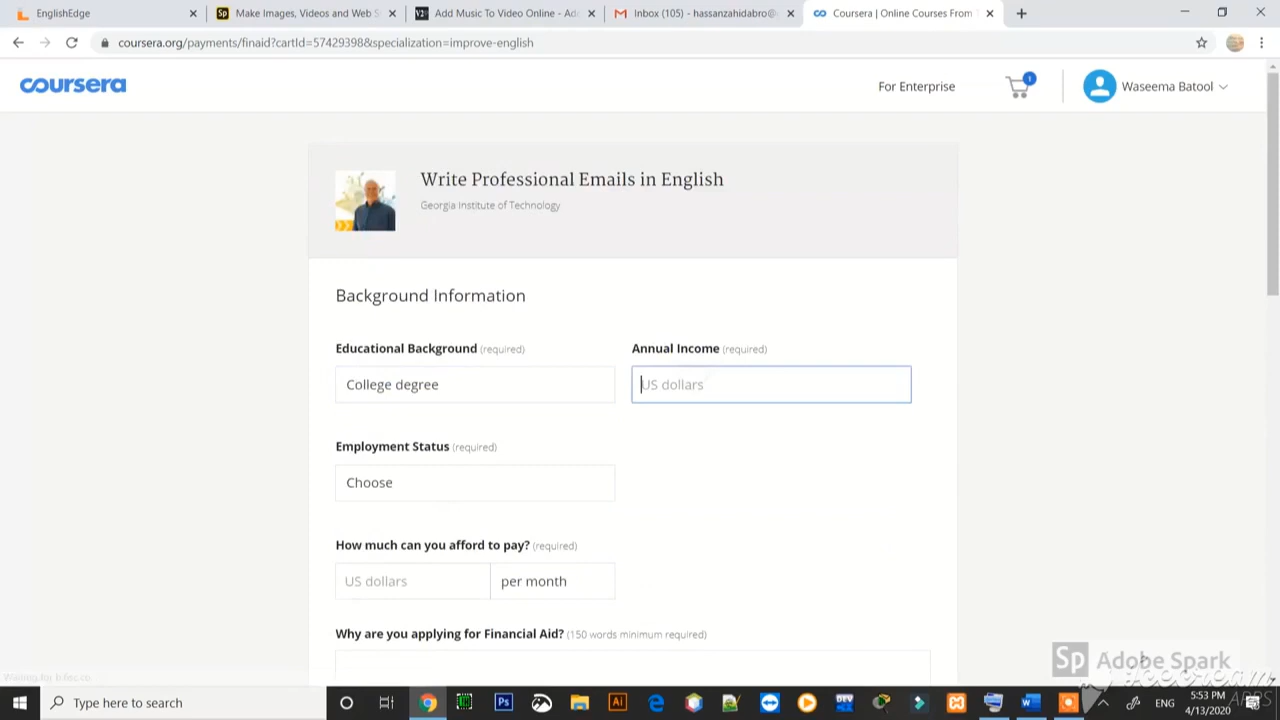 EnglishEdge
Sp Make Images, Videos and Web S
Add Music To Video Online - Ad
Inbox (105) - hassanzahidabro@
Coursera | Online Courses From
coursera.org/payments/finaid?cartId=57429398&specialization=improve-english
coursera
For Enterprise
1
Waseema Batool
Write Professional Emails in English
Georgia Institute of Technology
Background Information
Educational Background (required)
Annual Income (required)
College degree
US dollars
Employment Status (required)
Choose
How much can you afford to pay? (required)
US dollars
per month
Why are you applying for Financial Aid? (150 words minimum required)
Sp Adobe Spark
Type here to search
Ps
Ai
DEV
ENG
5:53 PM
4/13/2020